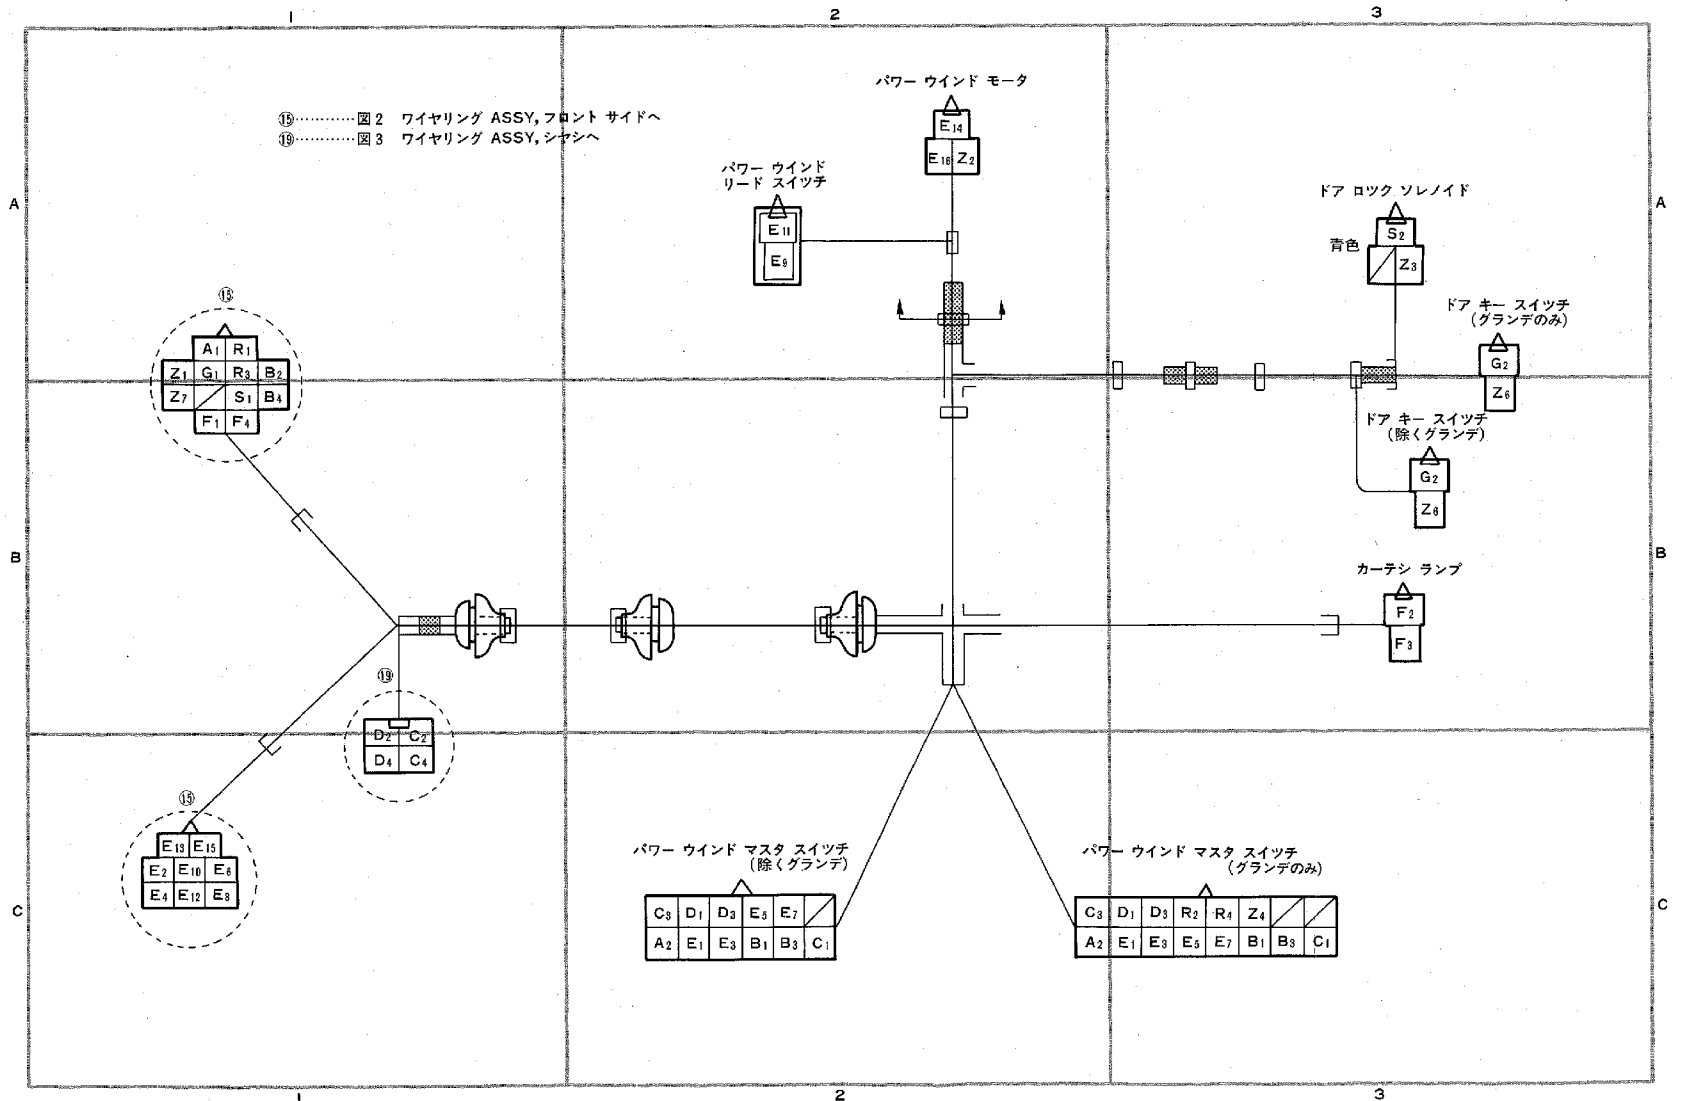 1
2
3
パワー ウインド モータ
⑮…………図2 ワイヤリング ASSY, フロント サイドへ
⑲…………図3 ワイヤリング ASSY, シヤシへ
E14
E16 Z2
パワー ウインド
リード スイツチ
E11
E9
A
A
ドア ロツク ソレノイド
青色
S2
Z3
⑮
A1 R1
Z1 G1 R3 B2
Z7 S1 B4
F1 F4
ドア キー スイツチ
(グランデのみ)
G2
Z6
ドア キー スイツチ
(除くグランデ)
G2
Z6
B
B
カーテシ ランプ
F2
F3
⑲
D2 C2
D4 C4
⑮
E13 E15
E2 E10 E6
E4 E12 E8
パワー ウインド マスタ スイツチ
(除くグランデ)
C3 D1 D3 E5 E7
A2 E1 E3 B1 B3 C1
パワー ウインド マスタ スイツチ
(グランデのみ)
C3 D1 D3 R2 R4 Z4
A2 E1 E3 E5 E7 B1 B3 C1
C
C
1
2
3